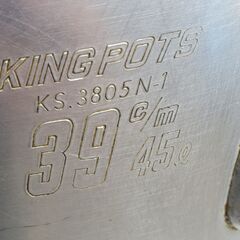 KING POTS
KS.3805N-1
39 c/m 45ℓ